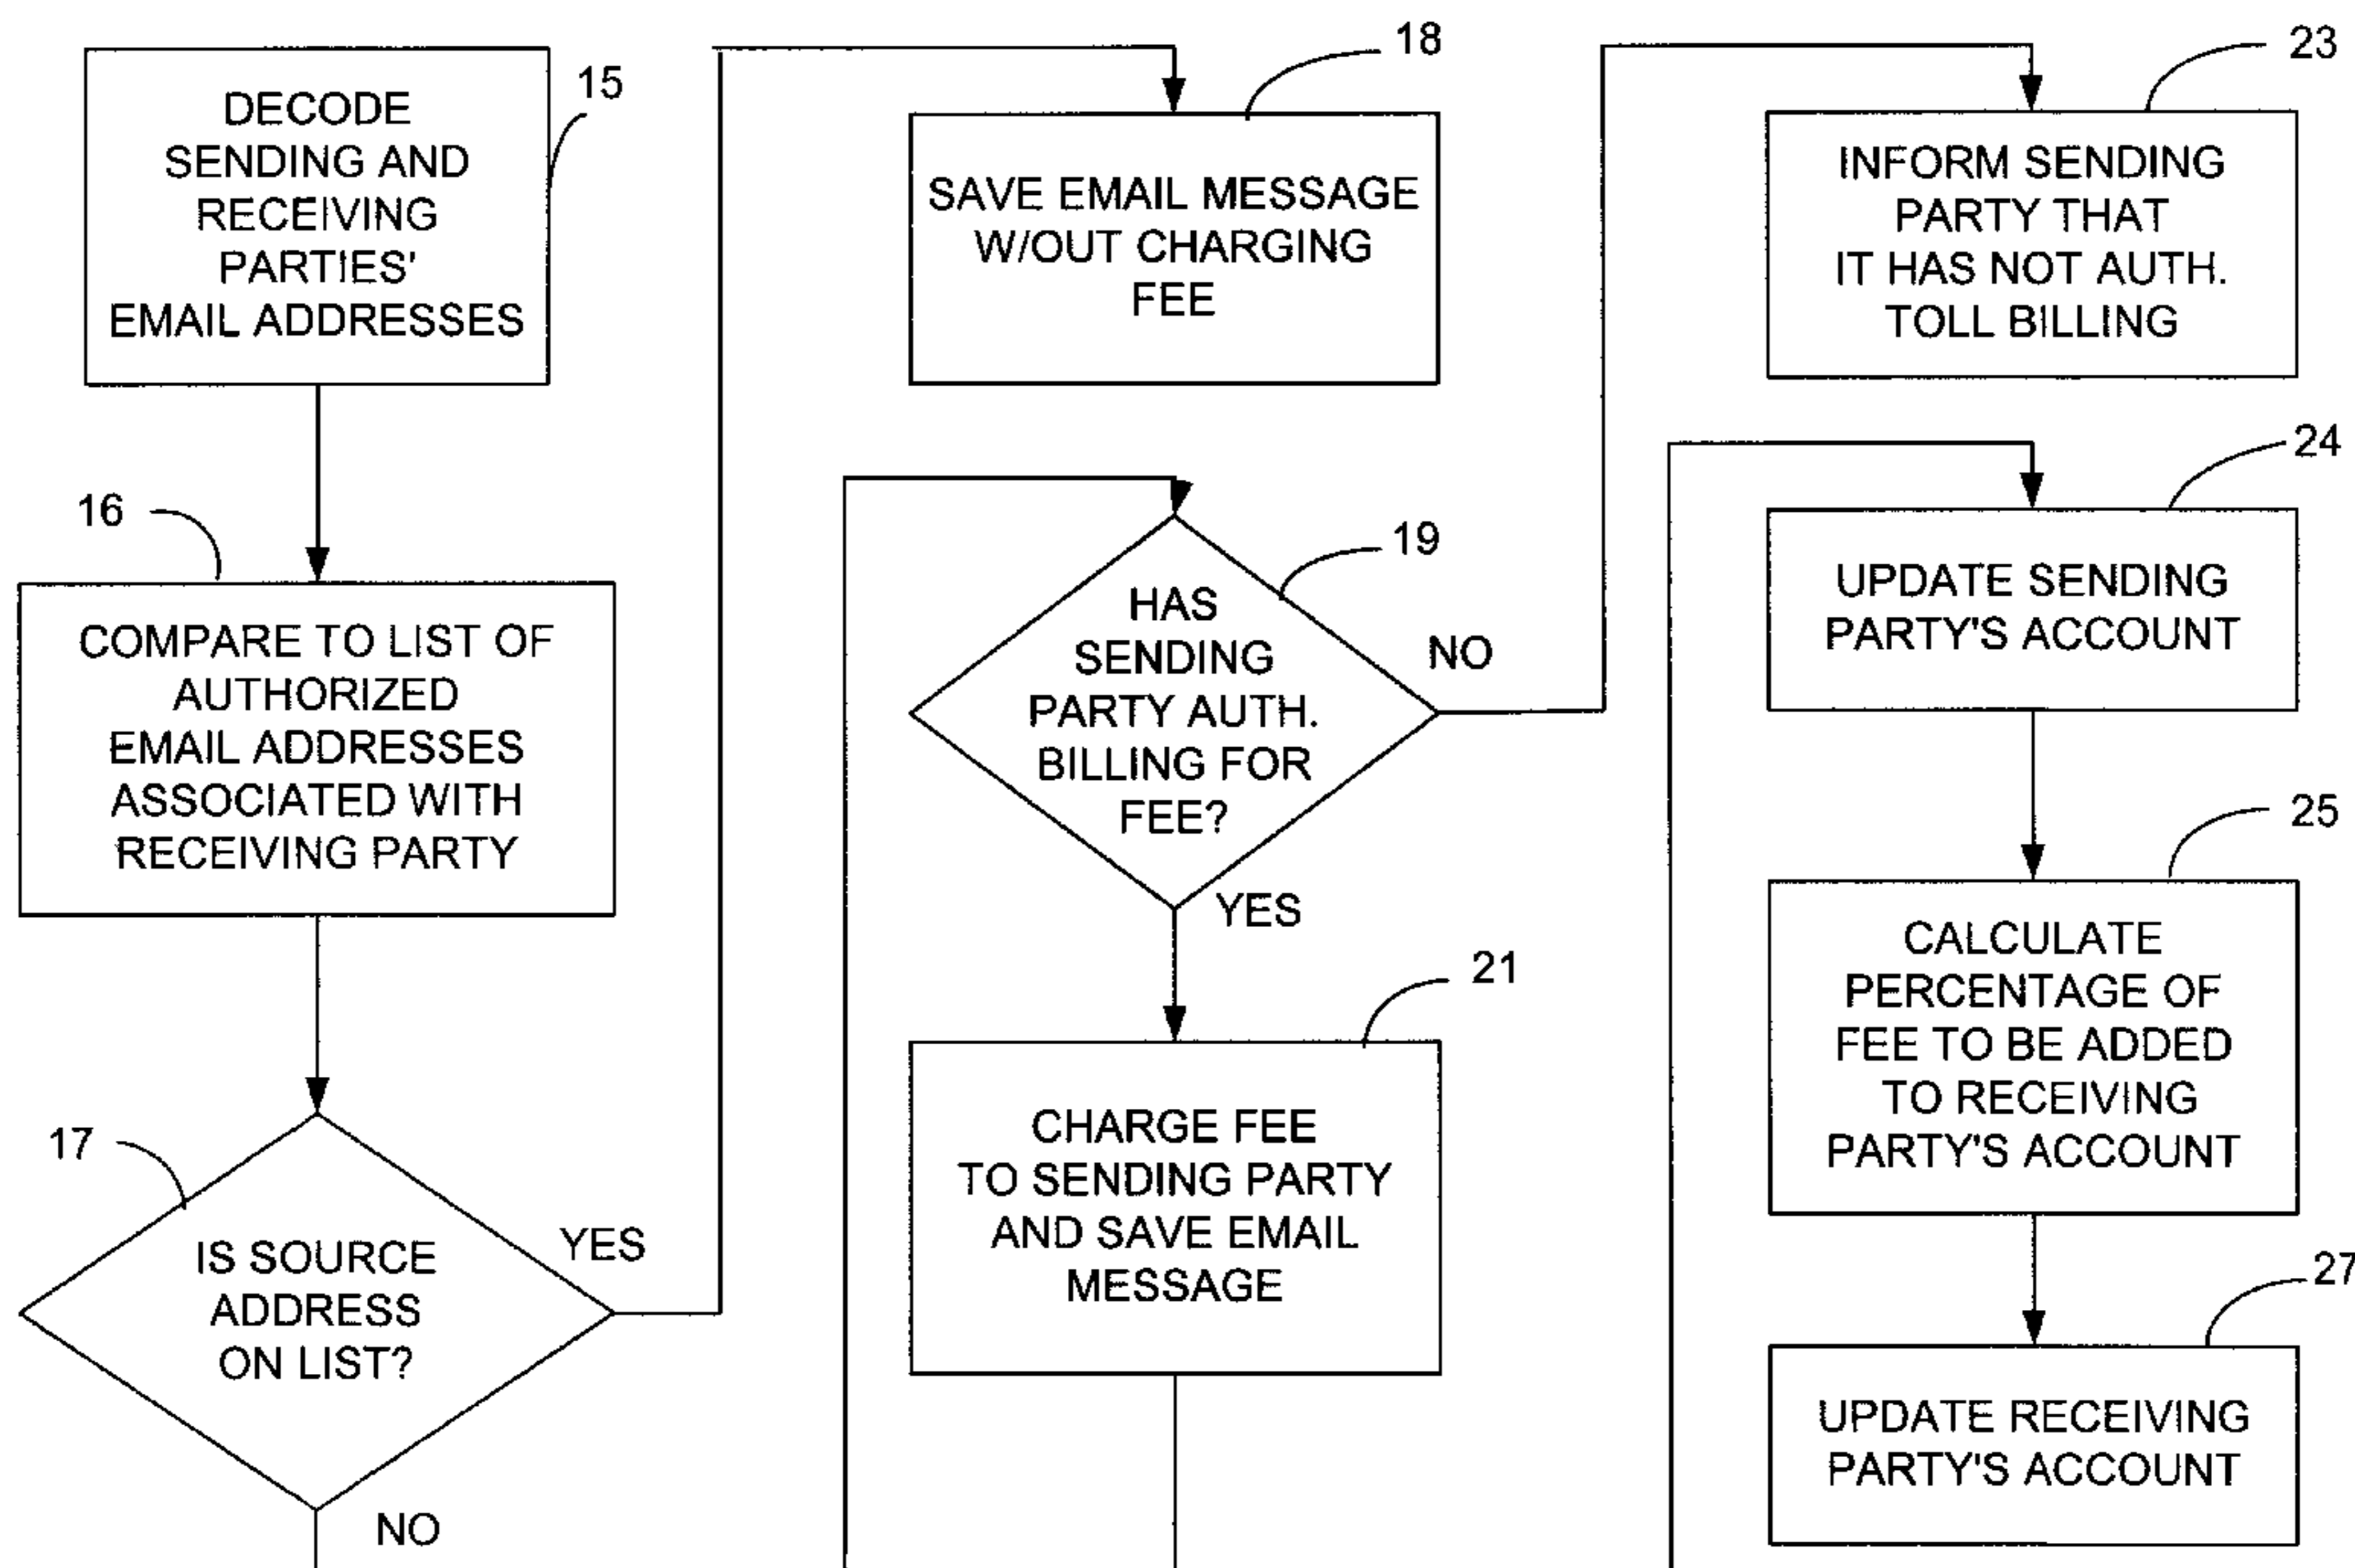 15
DECODE
SENDING AND
RECEIVING
PARTIES'
EMAIL ADDRESSES
16
COMPARE TO LIST OF
AUTHORIZED
EMAIL ADDRESSES
ASSOCIATED WITH
RECEIVING PARTY
17
IS SOURCE
ADDRESS
ON LIST?
YES
NO
18
SAVE EMAIL MESSAGE
W/OUT CHARGING
FEE
19
HAS
SENDING
PARTY AUTH.
BILLING FOR
FEE?
NO
YES
21
CHARGE FEE
TO SENDING PARTY
AND SAVE EMAIL
MESSAGE
23
INFORM SENDING
PARTY THAT
IT HAS NOT AUTH.
TOLL BILLING
24
UPDATE SENDING
PARTY'S ACCOUNT
25
CALCULATE
PERCENTAGE OF
FEE TO BE ADDED
TO RECEIVING
PARTY'S ACCOUNT
27
UPDATE RECEIVING
PARTY'S ACCOUNT